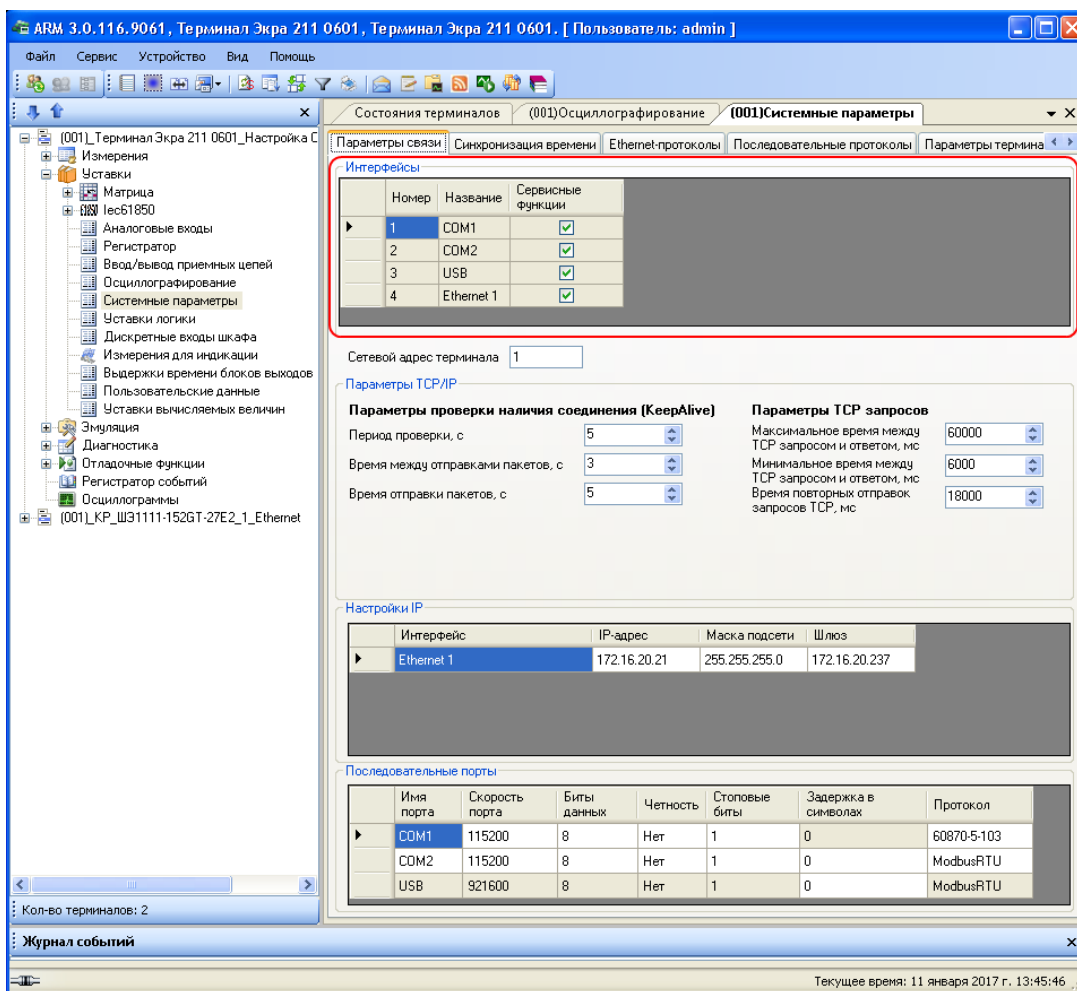 ARM 3.0.116.9061, Терминал Экра 211 0601, Терминал Экра 211 0601. [ Пользователь: admin ]
Файл Сервис Устройство Вид Помощь
(001)_Терминал Экра 211 0601_Настройка С
Измерения
Уставки
Матрица
Iec61850
Аналоговые входы
Регистратор
Ввод/вывод приемных цепей
Осциллографирование
Системные параметры
Уставки логики
Дискретные входы шкафа
Измерения для индикации
Выдержки времени блоков выходов
Пользовательские данные
Уставки вычисляемых величин
Эмуляция
Диагностика
Отладочные функции
Регистратор событий
Осциллограммы
(001)_КР_ШЭ1111-152GT-27E2_1_Ethernet
Кол-во терминалов: 2
Состояния терминалов (001)Осциллографирование (001)Системные параметры
Параметры связи Синхронизация времени Ethernet-протоколы Последовательные протоколы Параметры термина
Интерфейсы
Номер Название Сервисные функции
1 COM1
2 COM2
3 USB
4 Ethernet 1
Сетевой адрес терминала 1
Параметры TCP/IP
Параметры проверки наличия соединения (KeepAlive)
Период проверки, с 5
Время между отправками пакетов, с 3
Время отправки пакетов, с 5
Параметры TCP запросов
Максимальное время между TCP запросом и ответом, мс 60000
Минимальное время между TCP запросом и ответом, мс 6000
Время повторных отправок запросов TCP, мс 18000
Настройки IP
Интерфейс IP-адрес Маска подсети Шлюз
Ethernet 1 172.16.20.21 255.255.255.0 172.16.20.237
Последовательные порты
Имя порта Скорость порта Биты данных Четность Стоповые биты Задержка в символах Протокол
COM1 115200 8 Нет 1 0 60870-5-103
COM2 115200 8 Нет 1 0 ModbusRTU
USB 921600 8 Нет 1 0 ModbusRTU
Журнал событий
Текущее время: 11 января 2017 г. 13:45:46